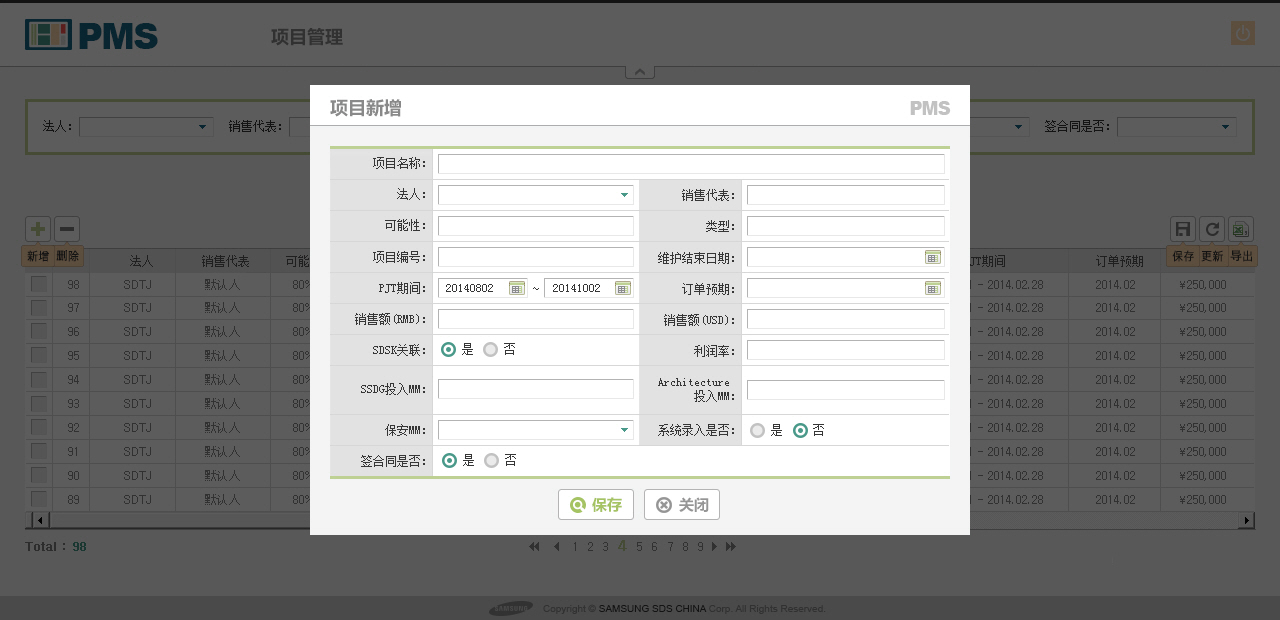 PMS
项目管理
法人:
销售代表:
签合同是否:
项目新增
PMS
项目名称:
法人:
销售代表:
可能性:
类型:
项目编号:
维护结束日期:
PJT期间:
20140802 ~ 20141002
订单预期:
销售额(RMB):
销售额(USD):
SDSK关联:
是 否
利润率:
SSDG投入MM:
Architecture
投入MM:
保安MM:
系统录入是否:
是 否
签合同是否:
是 否
保存
关闭
新增 删除
保存 更新 导出
法人 销售代表 可能 JT期间 订单预期
98 SDTJ 默认人 80% - 2014.02.28 2014.02 ¥250,000
97 SDTJ 默认人 80% - 2014.02.28 2014.02 ¥250,000
96 SDTJ 默认人 80% - 2014.02.28 2014.02 ¥250,000
95 SDTJ 默认人 80% - 2014.02.28 2014.02 ¥250,000
94 SDTJ 默认人 80% - 2014.02.28 2014.02 ¥250,000
93 SDTJ 默认人 80% - 2014.02.28 2014.02 ¥250,000
92 SDTJ 默认人 80% - 2014.02.28 2014.02 ¥250,000
91 SDTJ 默认人 80% - 2014.02.28 2014.02 ¥250,000
90 SDTJ 默认人 80% - 2014.02.28 2014.02 ¥250,000
89 SDTJ 默认人 80% - 2014.02.28 2014.02 ¥250,000
Total : 98
1 2 3 4 5 6 7 8 9
SAMSUNG Copyright © SAMSUNG SDS CHINA Corp. All Rights Reserved.